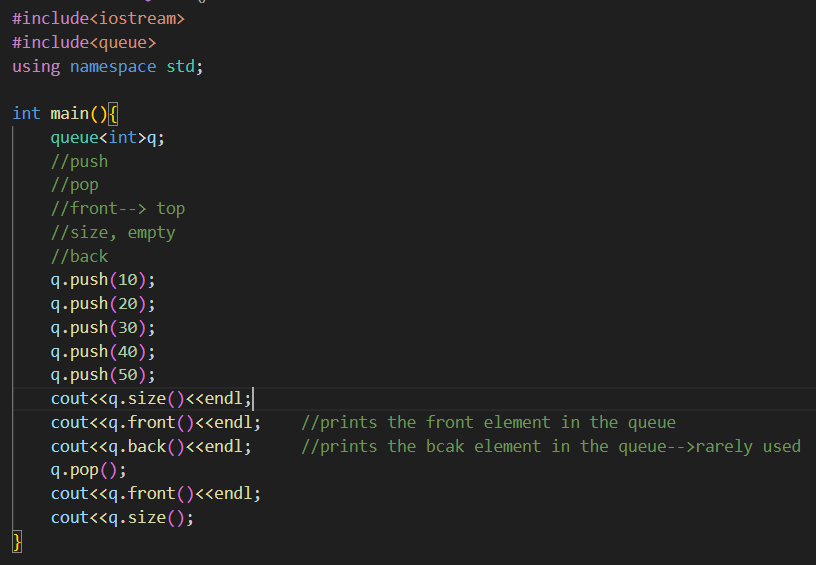 #include<iostream>
#include<queue>
using namespace std;
int main(){
queue<int>q;
//push
//pop
//front--> top
//size, empty
//back
q.push(10);
q.push(20);
q.push(30);
q.push(40);
q.push(50);
cout<<q.size()<<endl;
cout<<q.front()<<endl;    //prints the front element in the queue
cout<<q.back()<<endl;     //prints the bcak element in the queue-->rarely used
q.pop();
cout<<q.front()<<endl;
cout<<q.size();
}